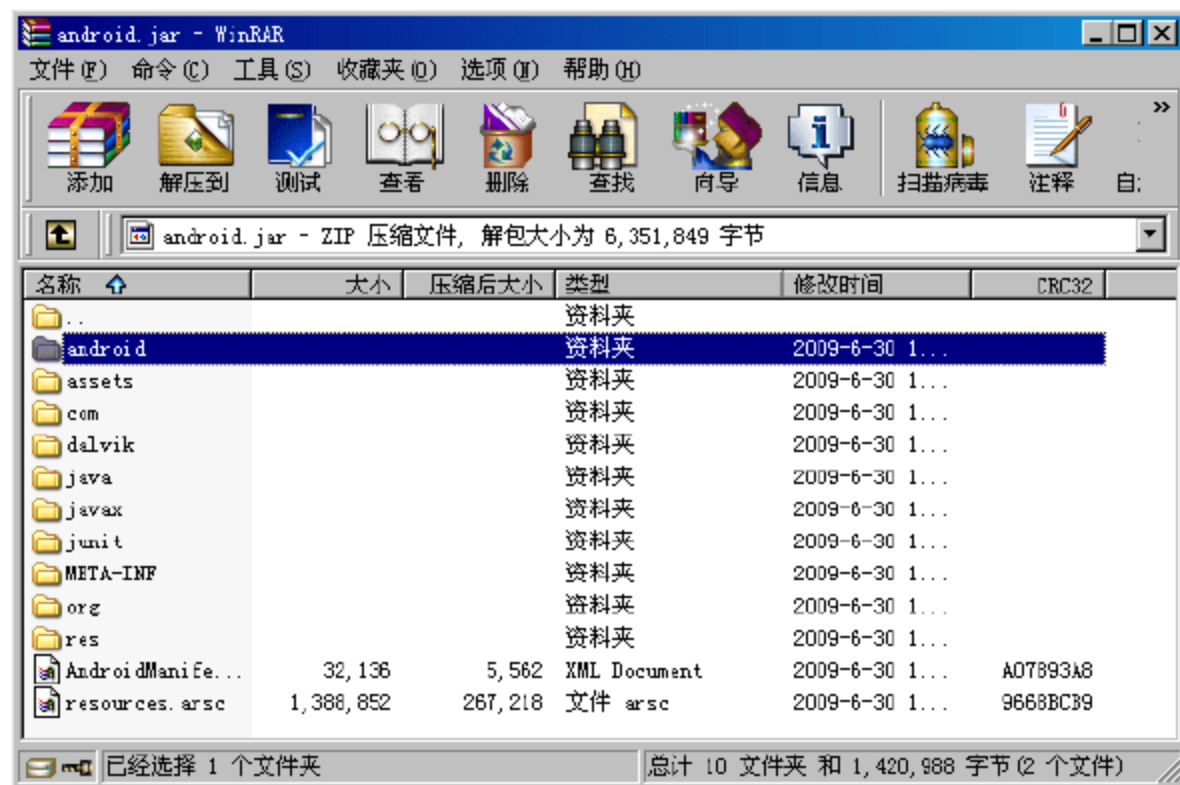 android.jar - WinRAR
文件(F) 命令(C) 工具(S) 收藏夹(O) 选项(N) 帮助(H)
添加 解压到 测试 查看 删除 查找 向导 信息 扫描病毒 注释 自: »
android.jar - ZIP 压缩文件, 解包大小为 6,351,849 字节
名称 大小 压缩后大小 类型 修改时间 CRC32
.. 资料夹
android 资料夹 2009-6-30 1...
assets 资料夹 2009-6-30 1...
com 资料夹 2009-6-30 1...
dalvik 资料夹 2009-6-30 1...
java 资料夹 2009-6-30 1...
javax 资料夹 2009-6-30 1...
junit 资料夹 2009-6-30 1...
META-INF 资料夹 2009-6-30 1...
org 资料夹 2009-6-30 1...
res 资料夹 2009-6-30 1...
AndroidManife... 32,136 5,562 XML Document 2009-6-30 1... A07893A8
resources.arsc 1,388,852 267,218 文件 arsc 2009-6-30 1... 9668BCB9
已经选择 1 个文件夹 总计 10 文件夹 和 1,420,988 字节(2 个文件)